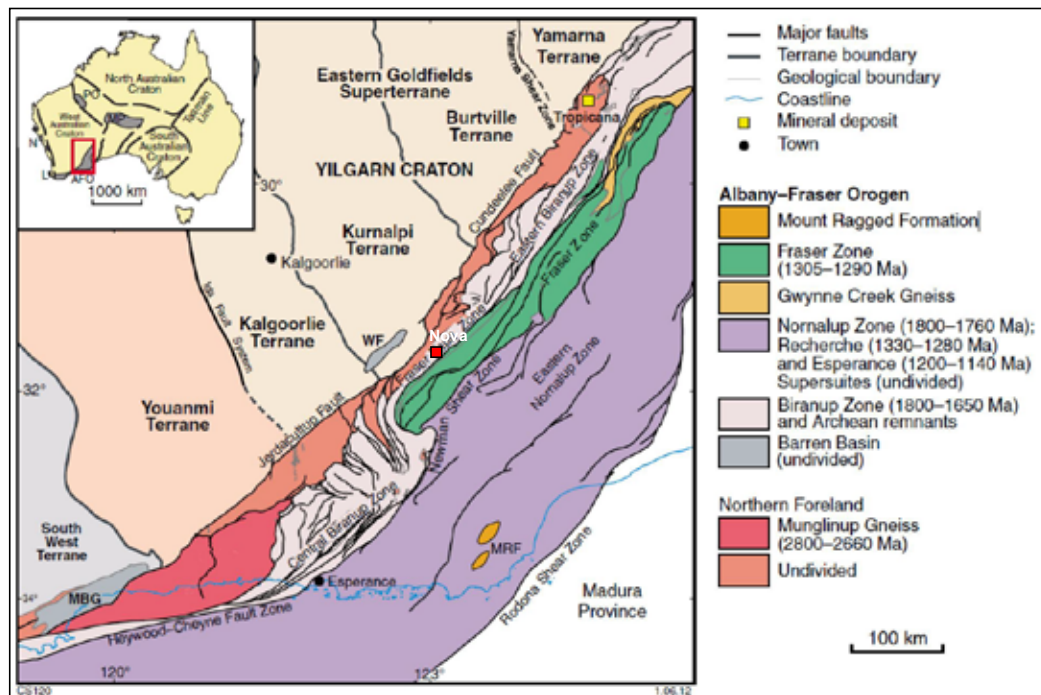 North Australian
Craton
PO
West
Australian
Craton
South
Australian
Craton
Tasman
Line
AFO
1000 km
Yamarna
Terrane
Yamarna Shear Zone
Eastern Goldfields
Superterrane
Burtville
Terrane
Tropicana
YILGARN CRATON
30°
Cundeelee Fault
Eastern Biranup Zone
Kurnalpi
Terrane
Kalgoorlie
Fraser Zone
Ida Fault System
Kalgoorlie
Terrane
WF
Nova
Fraser
Zone
32°
Eastern
Nornalup Zone
Youanmi
Terrane
Jerdacuttup Fault
Newman Shear Zone
South
West
Terrane
Central Biranup Zone
MRF
Rodona Shear Zone
MBG
Esperance
Madura
Province
34°
Heywood–Cheyne Fault Zone
120°
123°
CS120
1.06.12
Major faults
Terrane boundary
Geological boundary
Coastline
Mineral deposit
Town
Albany–Fraser Orogen
Mount Ragged Formation
Fraser Zone
(1305–1290 Ma)
Gwynne Creek Gneiss
Nornalup Zone (1800–1760 Ma);
Recherche (1330–1280 Ma)
and Esperance (1200–1140 Ma)
Supersuites (undivided)
Biranup Zone (1800–1650 Ma)
and Archean remnants
Barren Basin
(undivided)
Northern Foreland
Munglinup Gneiss
(2800–2660 Ma)
Undivided
100 km